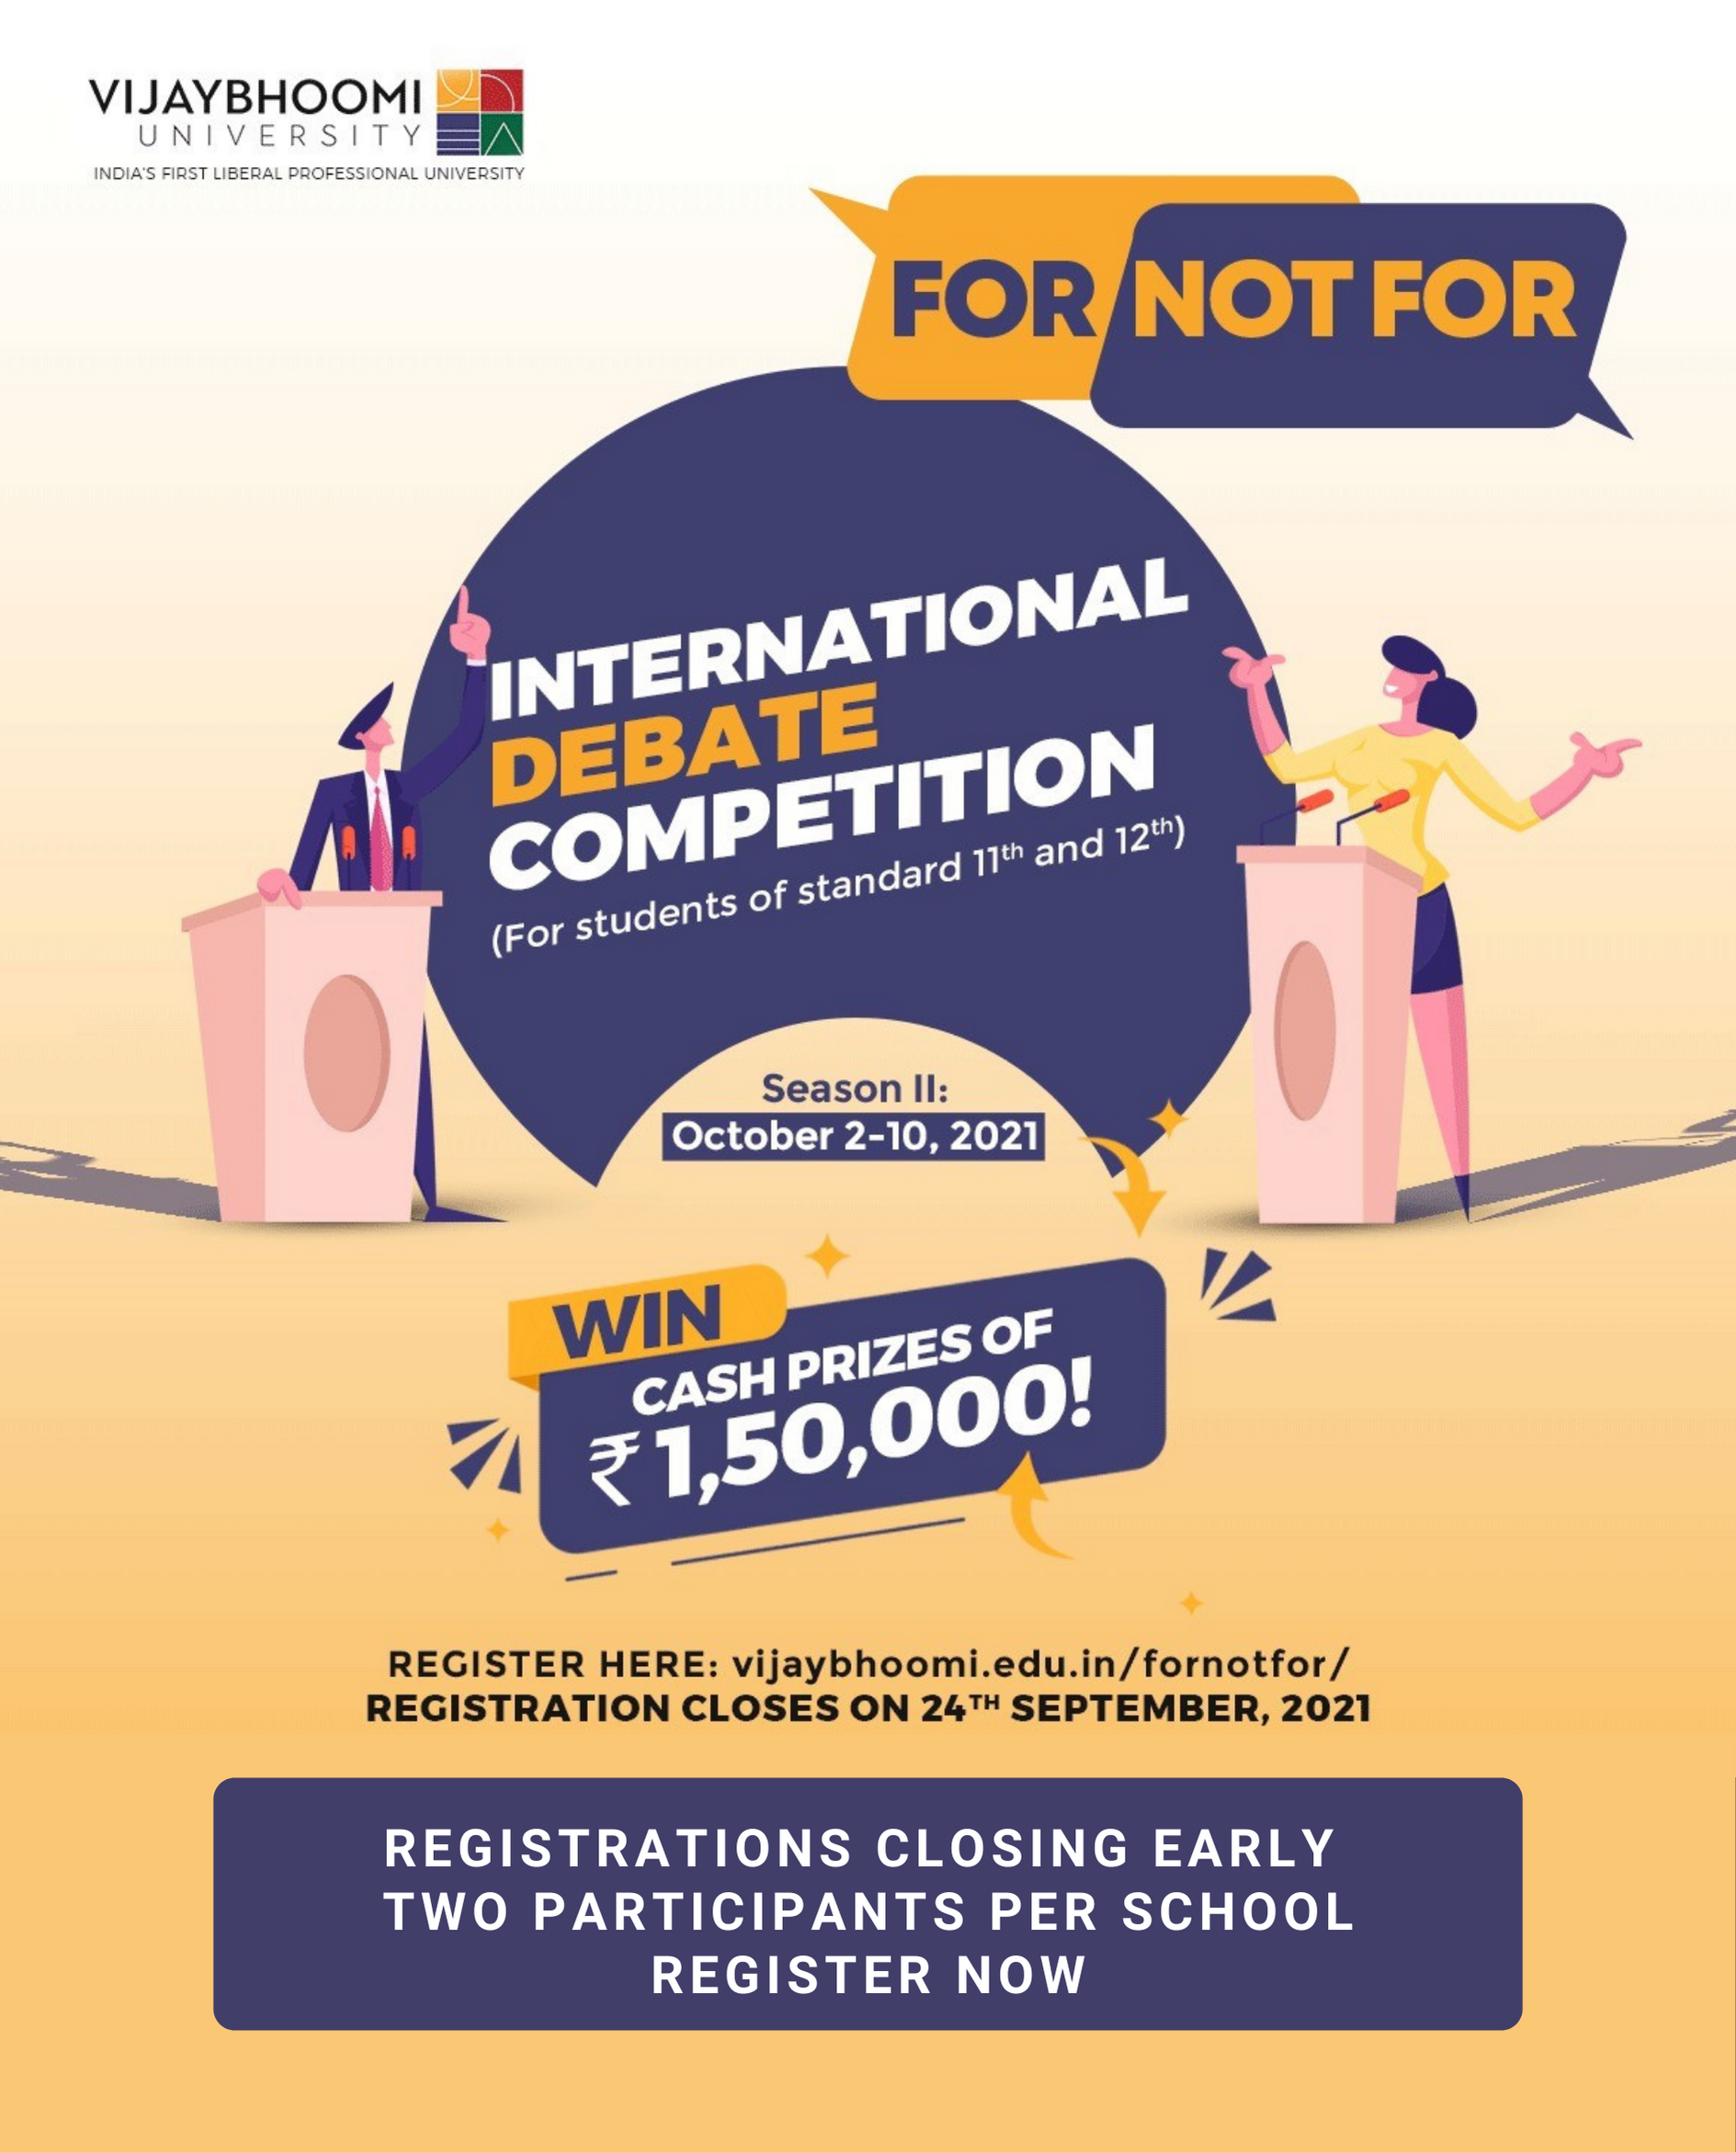 VIJAYBHOOMI
UNIVERSITY
INDIA'S FIRST LIBERAL PROFESSIONAL UNIVERSITY
FOR NOT FOR
INTERNATIONAL
DEBATE
COMPETITION
(For students of standard 11th and 12th)
Season II:
October 2-10, 2021
WIN
CASH PRIZES OF
₹1,50,000!
REGISTER HERE: vijaybhoomi.edu.in/fornotfor/
REGISTRATION CLOSES ON 24TH SEPTEMBER, 2021
REGISTRATIONS CLOSING EARLY
TWO PARTICIPANTS PER SCHOOL
REGISTER NOW